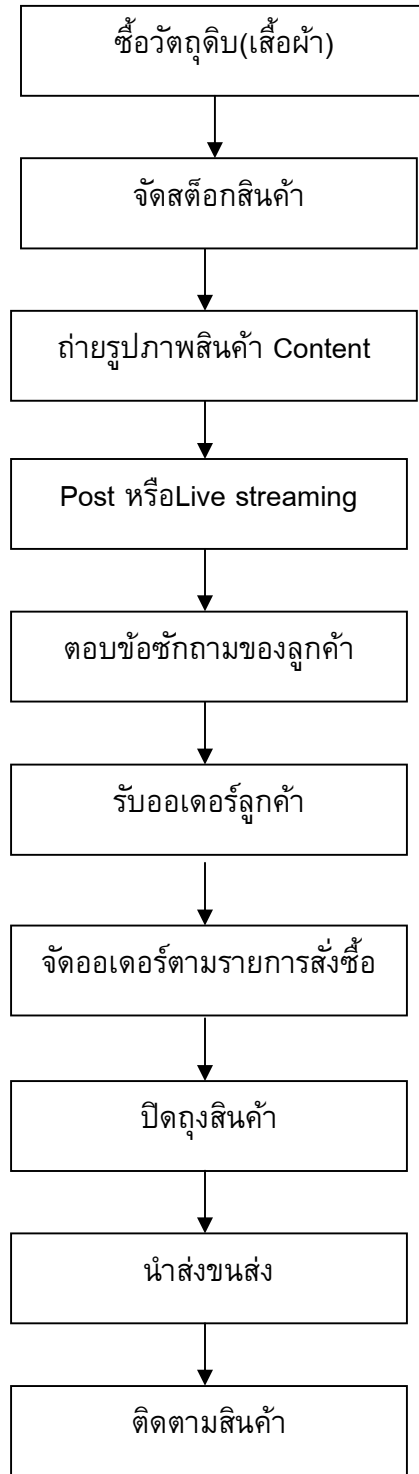 ซื้อวัตถุดิบ(เสื้อผ้า)
จัดสต็อกสินค้า
ถ่ายรูปภาพสินค้า Content
Post หรือLive streaming
ตอบข้อซักถามของลูกค้า
รับออเดอร์ลูกค้า
จัดออเดอร์ตามรายการสั่งซื้อ
ปิดถุงสินค้า
นำส่งขนส่ง
ติดตามสินค้า